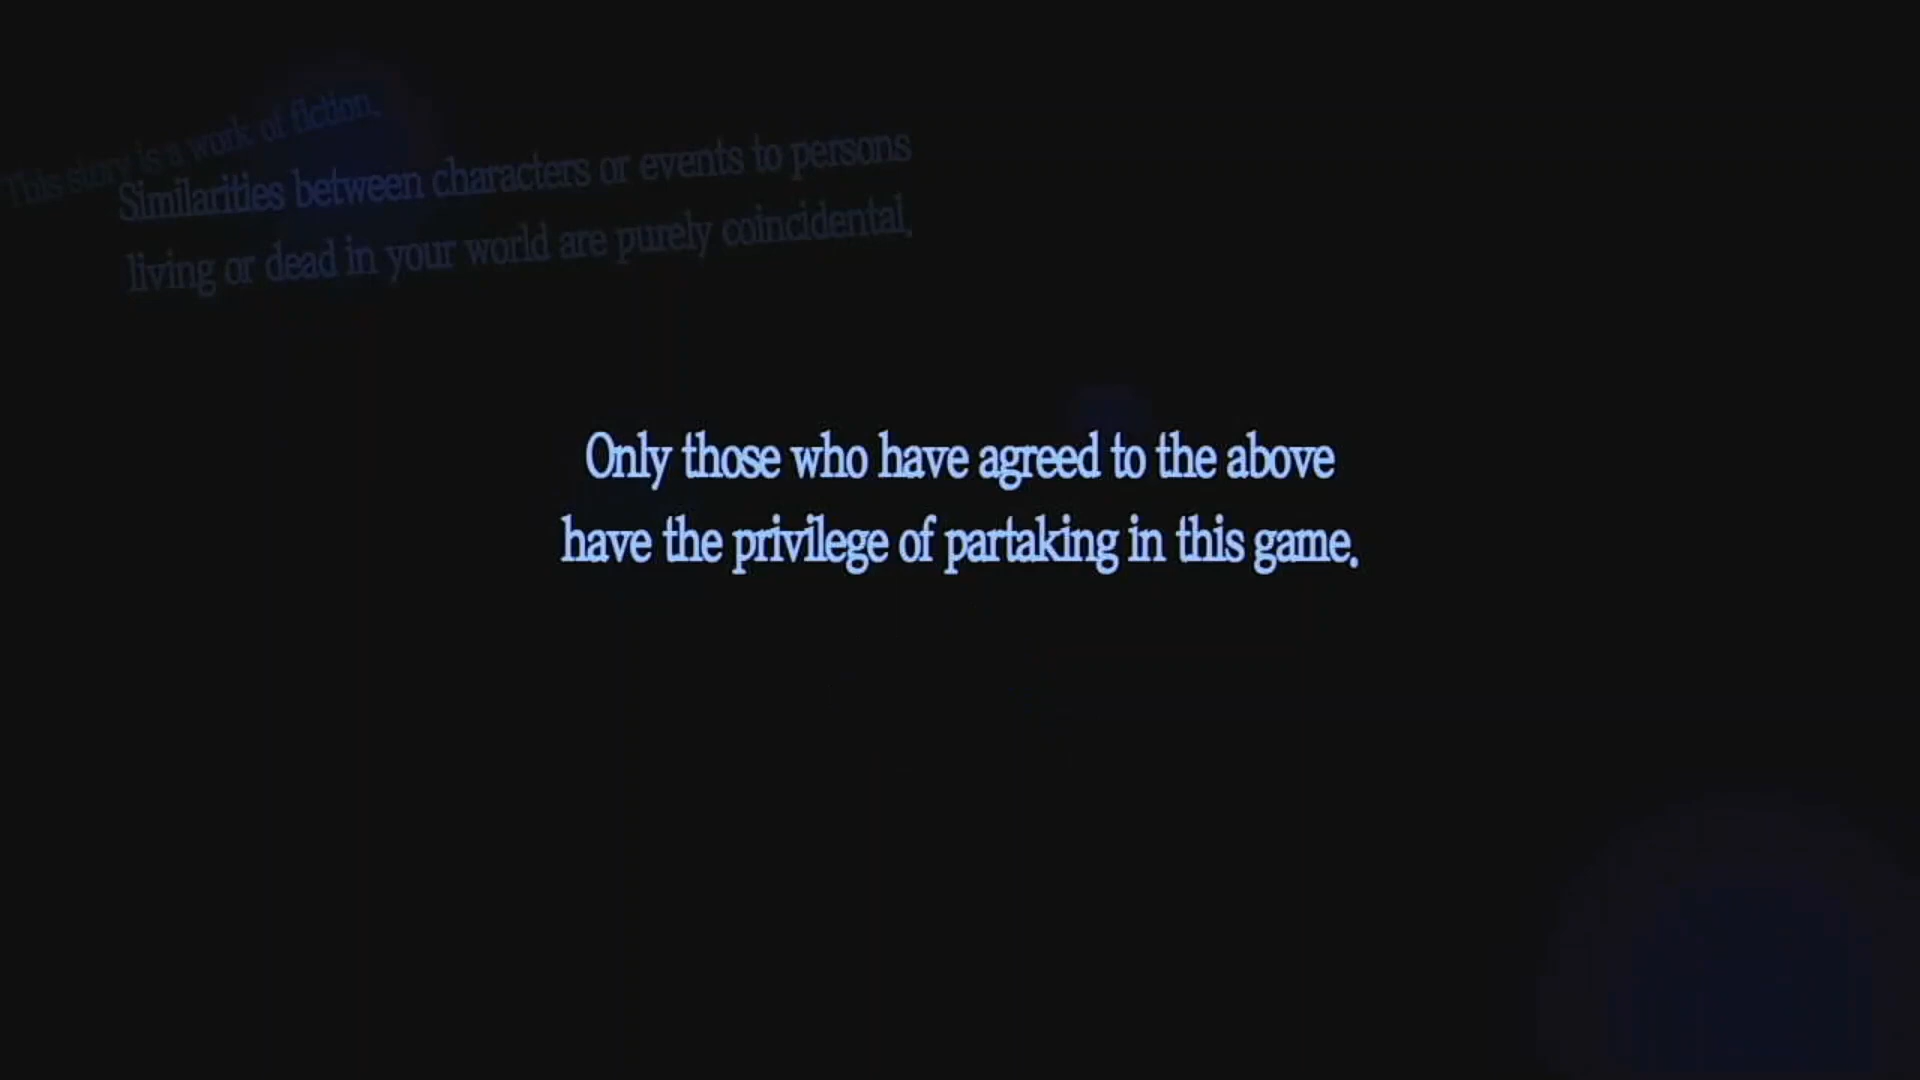 This story is a work of fiction.
Similarities between characters or events to persons
living or dead in your world are purely coincidental.
Only those who have agreed to the above
have the privilege of partaking in this game.